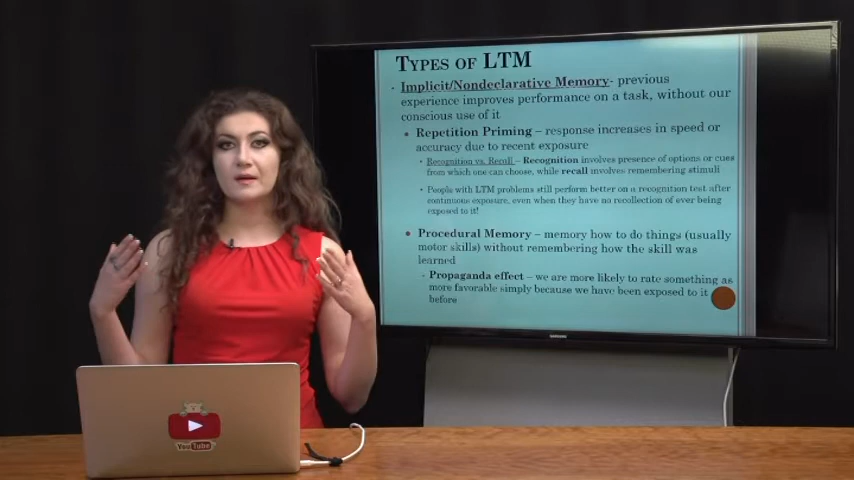 TYPES OF LTM
Implicit/Nondeclarative Memory- previous
experience improves performance on a task, without our
conscious use of it
Repetition Priming – response increases in speed or
accuracy due to recent exposure
Recognition vs. Recall – Recognition involves presence of options or cues
from which one can choose, while recall involves remembering stimuli
People with LTM problems still perform better on a recognition test after
continuous exposure, even when they have no recollection of ever being
exposed to it!
Procedural Memory – memory how to do things (usually
motor skills) without remembering how the skill was
learned
Propaganda effect – we are more likely to rate something as
more favorable simply because we have been exposed to it
before
YouTube